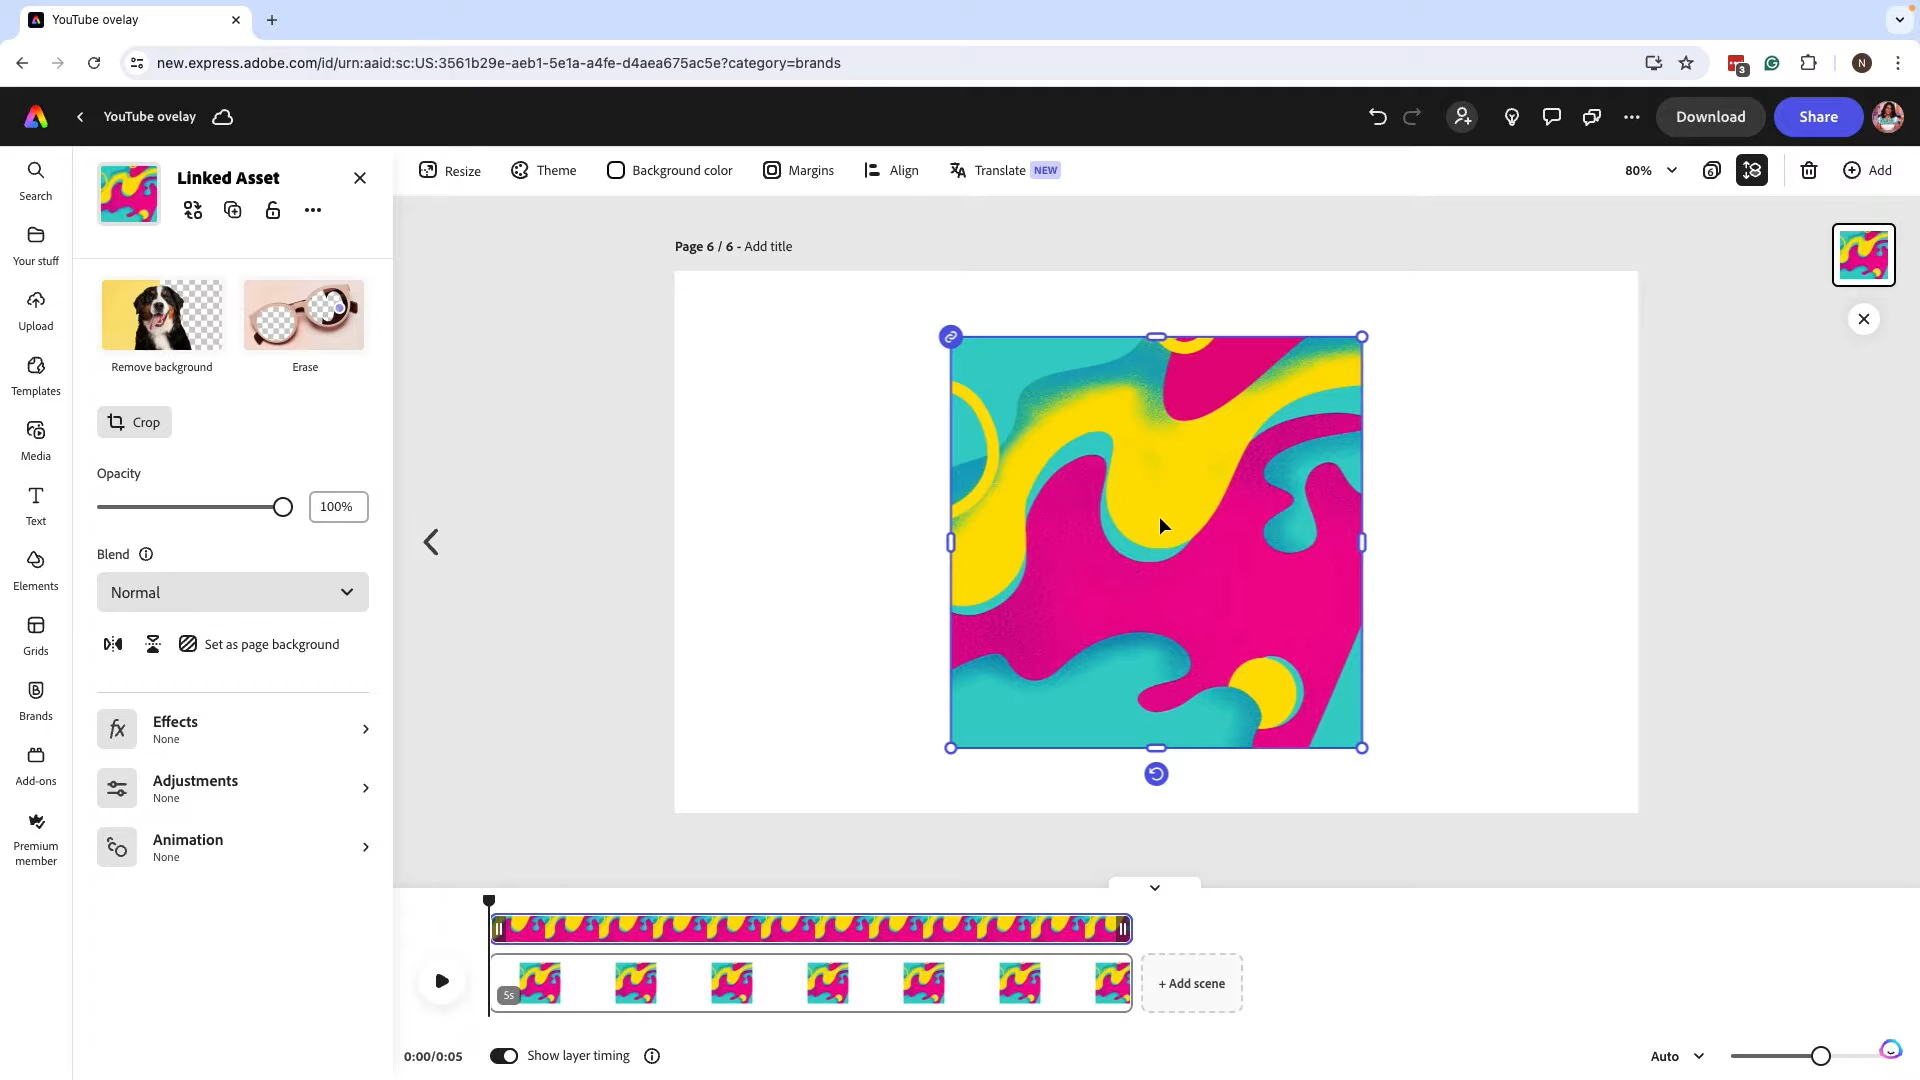 YouTube ovelay
new.express.adobe.com/id/urn:aaid:sc:US:3561b29e-aeb1-5e1a-a4fe-d4aea675ac5e?category=brands
3
N
YouTube ovelay
Download
Share
Search
Your stuff
Upload
Templates
Media
Text
Elements
Grids
Brands
Add-ons
Premium
member
Linked Asset
Remove background
Erase
Crop
Opacity
100%
Blend
Normal
Set as page background
Effects
None
Adjustments
None
Animation
None
Resize
Theme
Background color
Margins
Align
Translate NEW
80%
6
Add
Page 6 / 6 - Add title
5s
+ Add scene
0:00/0:05
Show layer timing
Auto